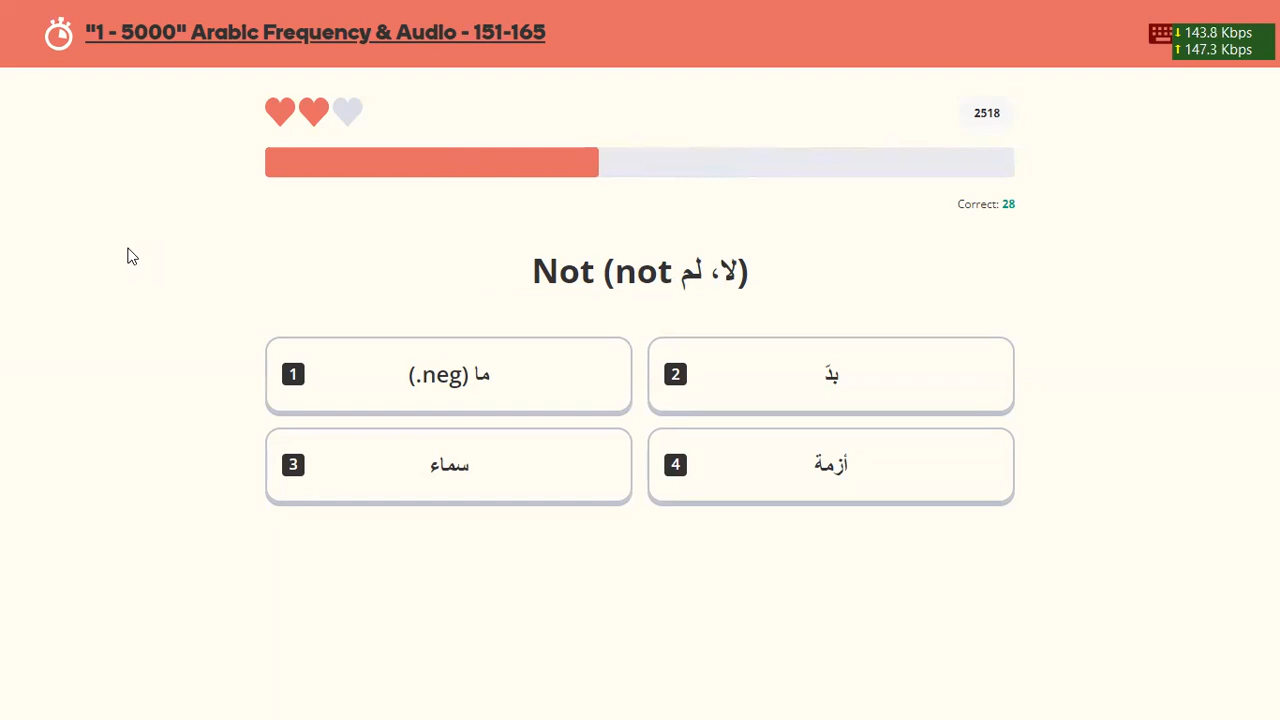 "1 - 5000" Arabic Frequency & Audio - 151-165
↓ 143.8 Kbps
↑ 147.3 Kbps
2518
Correct: 28
Not (not لا، لم)
1 ما (neg.)
2 بدّ
3 سماء
4 أزمة